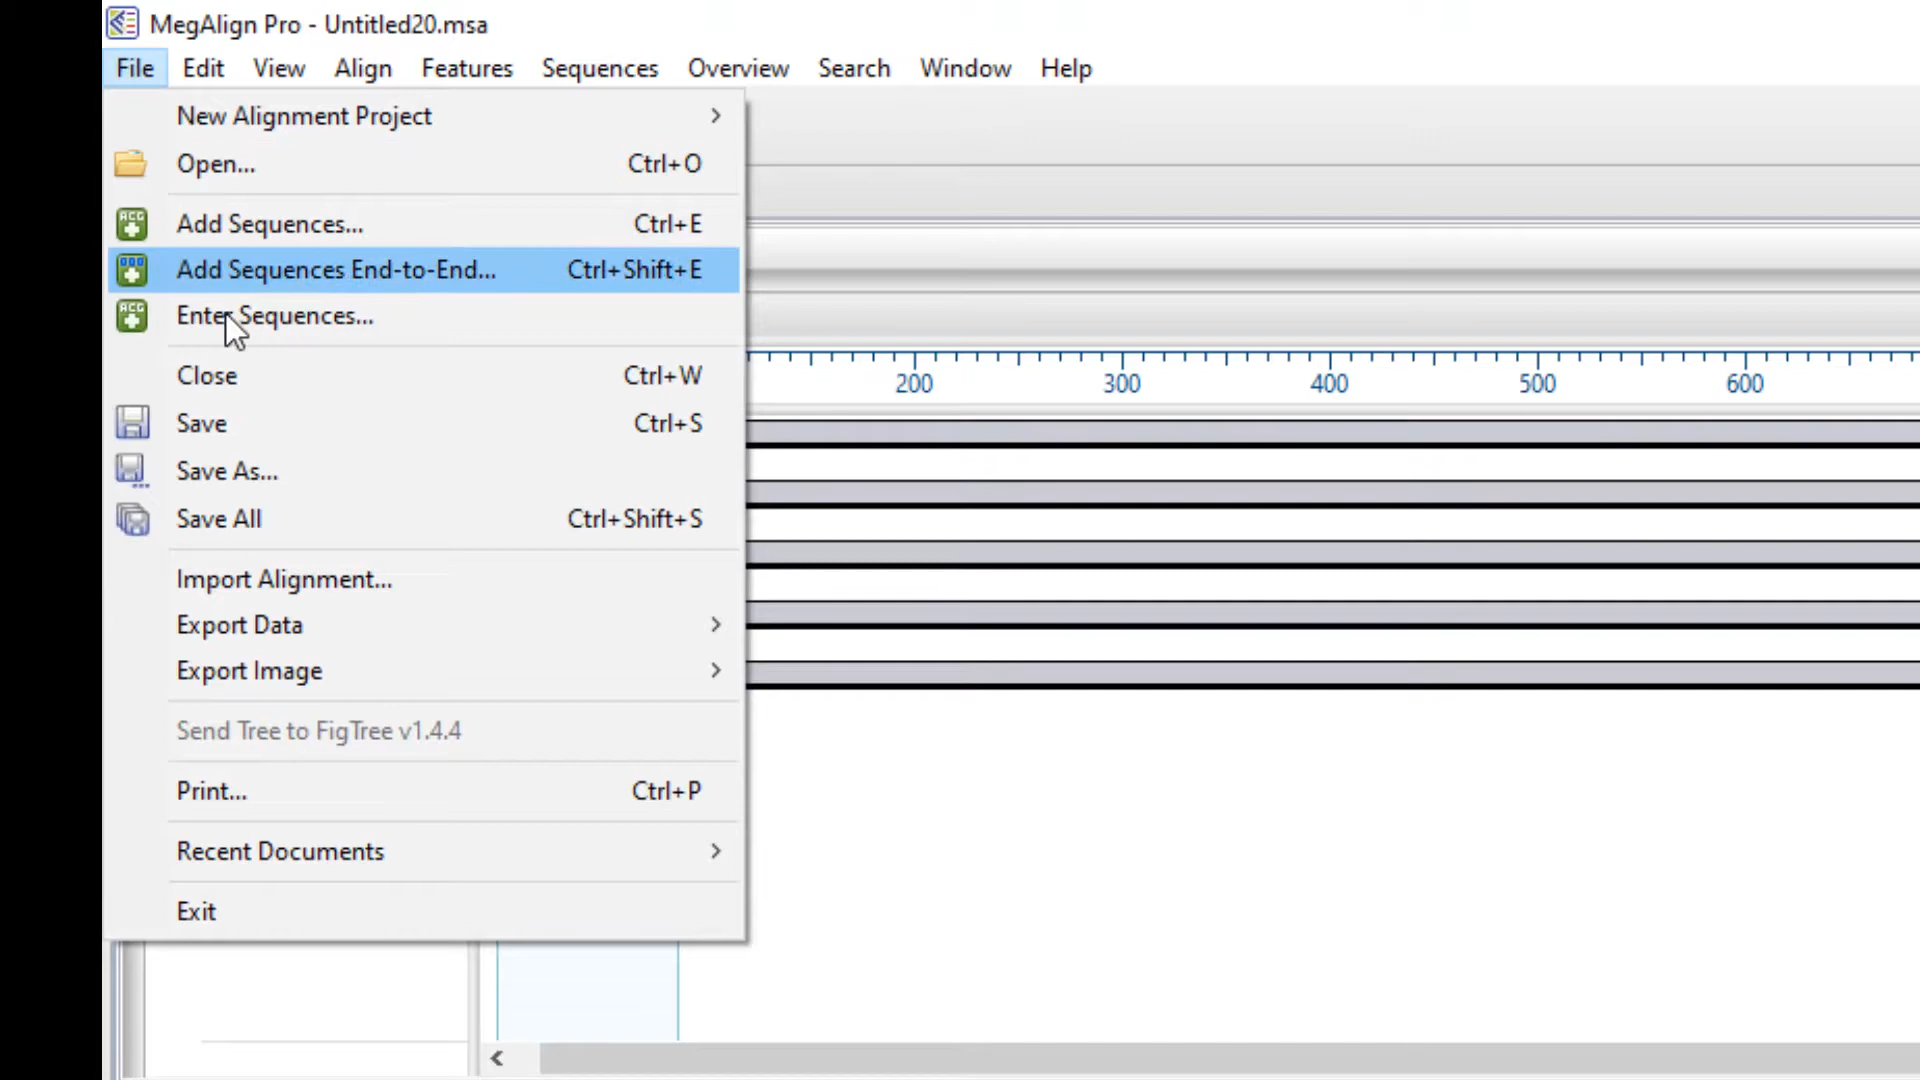 MegAlign Pro - Untitled20.msa
File Edit View Align Features Sequences Overview Search Window Help
New Alignment Project
Open... Ctrl+O
Add Sequences... Ctrl+E
Add Sequences End-to-End... Ctrl+Shift+E
Enter Sequences...
Close Ctrl+W
Save Ctrl+S
Save As...
Save All Ctrl+Shift+S
Import Alignment...
Export Data
Export Image
Send Tree to FigTree v1.4.4
Print... Ctrl+P
Recent Documents
Exit
200 300 400 500 600